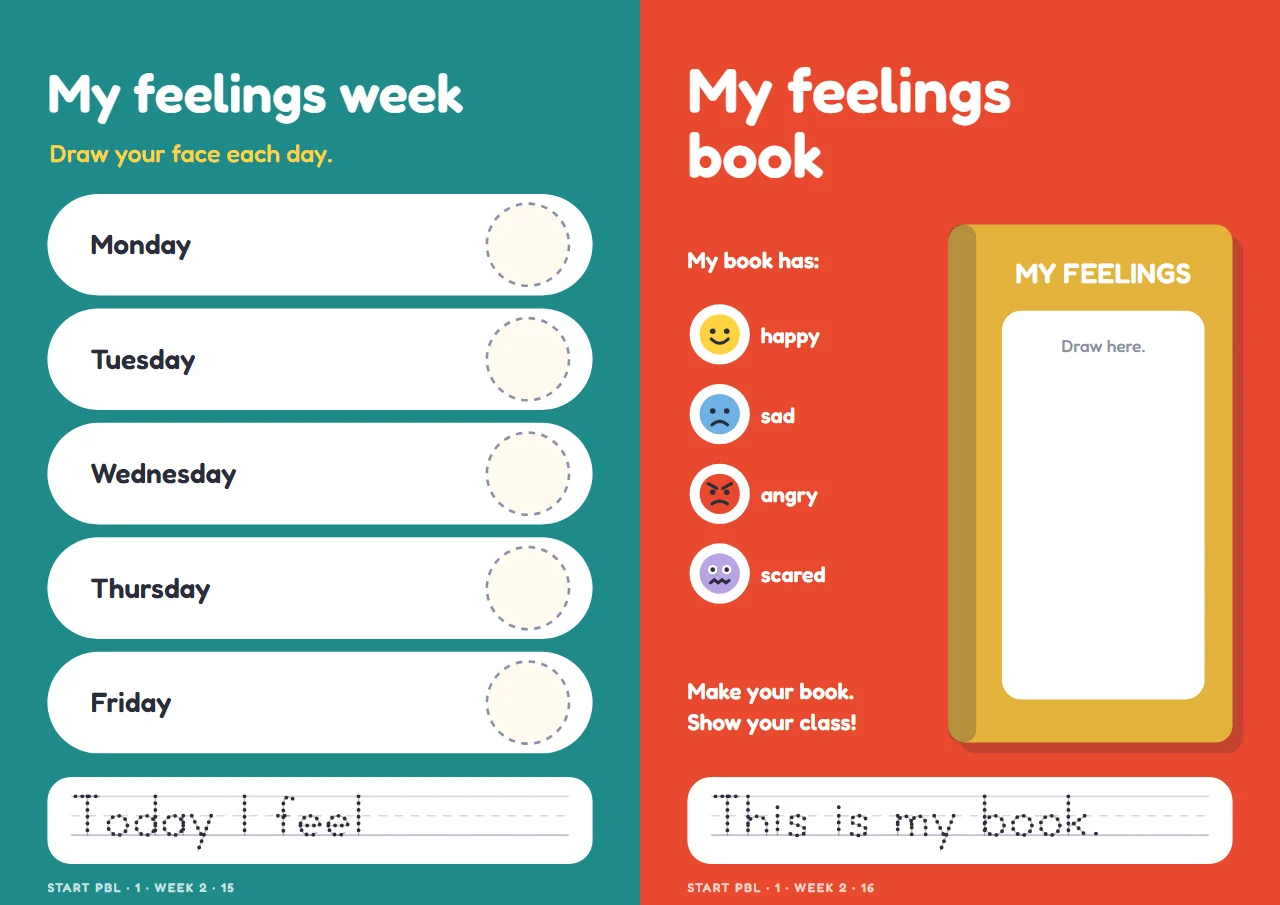 My feelings week
Draw your face each day.
Monday
Tuesday
Wednesday
Thursday
Friday
Today I feel
START PBL · 1 · WEEK 2 · 15
My feelings
book
My book has:
happy
sad
angry
scared
Make your book.
Show your class!
MY FEELINGS
Draw here.
This is my book.
START PBL · 1 · WEEK 2 · 16